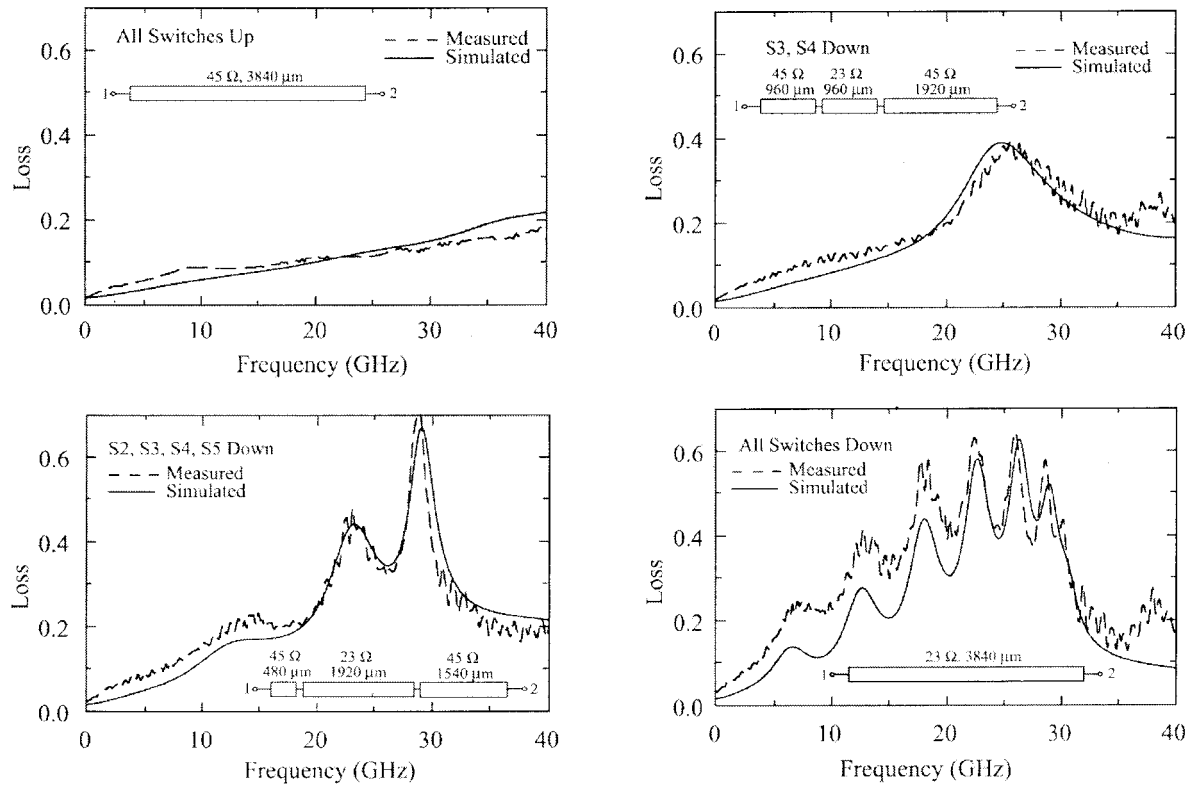 All Switches Up
Measured
Simulated
45 Ω, 3840 μm
1
2
0.6
0.4
0.2
0.0
Loss
0 10 20 30 40
Frequency (GHz)
S3, S4 Down
Measured
Simulated
45 Ω 23 Ω 45 Ω
960 μm 960 μm 1920 μm
1
2
0.6
0.4
0.2
0.0
Loss
0 10 20 30 40
Frequency (GHz)
S2, S3, S4, S5 Down
Measured
Simulated
45 Ω 23 Ω 45 Ω
480 μm 1920 μm 1540 μm
1
2
0.6
0.4
0.2
0.0
Loss
0 10 20 30 40
Frequency (GHz)
All Switches Down
Measured
Simulated
23 Ω. 3840 μm
1
2
0.6
0.4
0.2
0.0
Loss
0 10 20 30 40
Frequency (GHz)